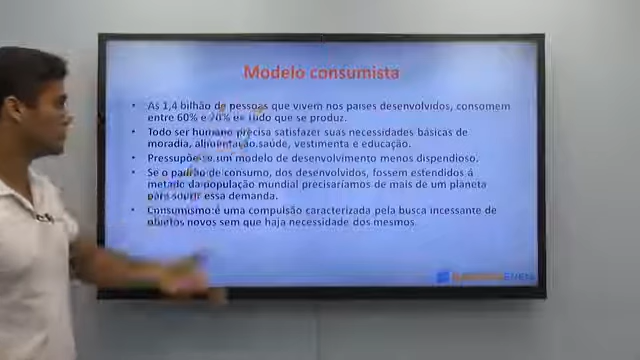 Modelo consumista
• As 1,4 bilhão de pessoas que vivem nos países desenvolvidos, consomem
entre 60% e 70% de tudo que se produz.
• Todo ser humano precisa satisfazer suas necessidades básicas de
moradia, alimentação,saúde, vestimenta e educação.
• Pressupõe-se um modelo de desenvolvimento menos dispendioso.
• Se o padrão de consumo, dos desenvolvidos, fossem estendidos á
metade da população mundial precisaríamos de mais de um planeta
para suprir essa demanda.
• Consumismo:é uma compulsão caracterizada pela busca incessante de
objetos novos sem que haja necessidade dos mesmos.